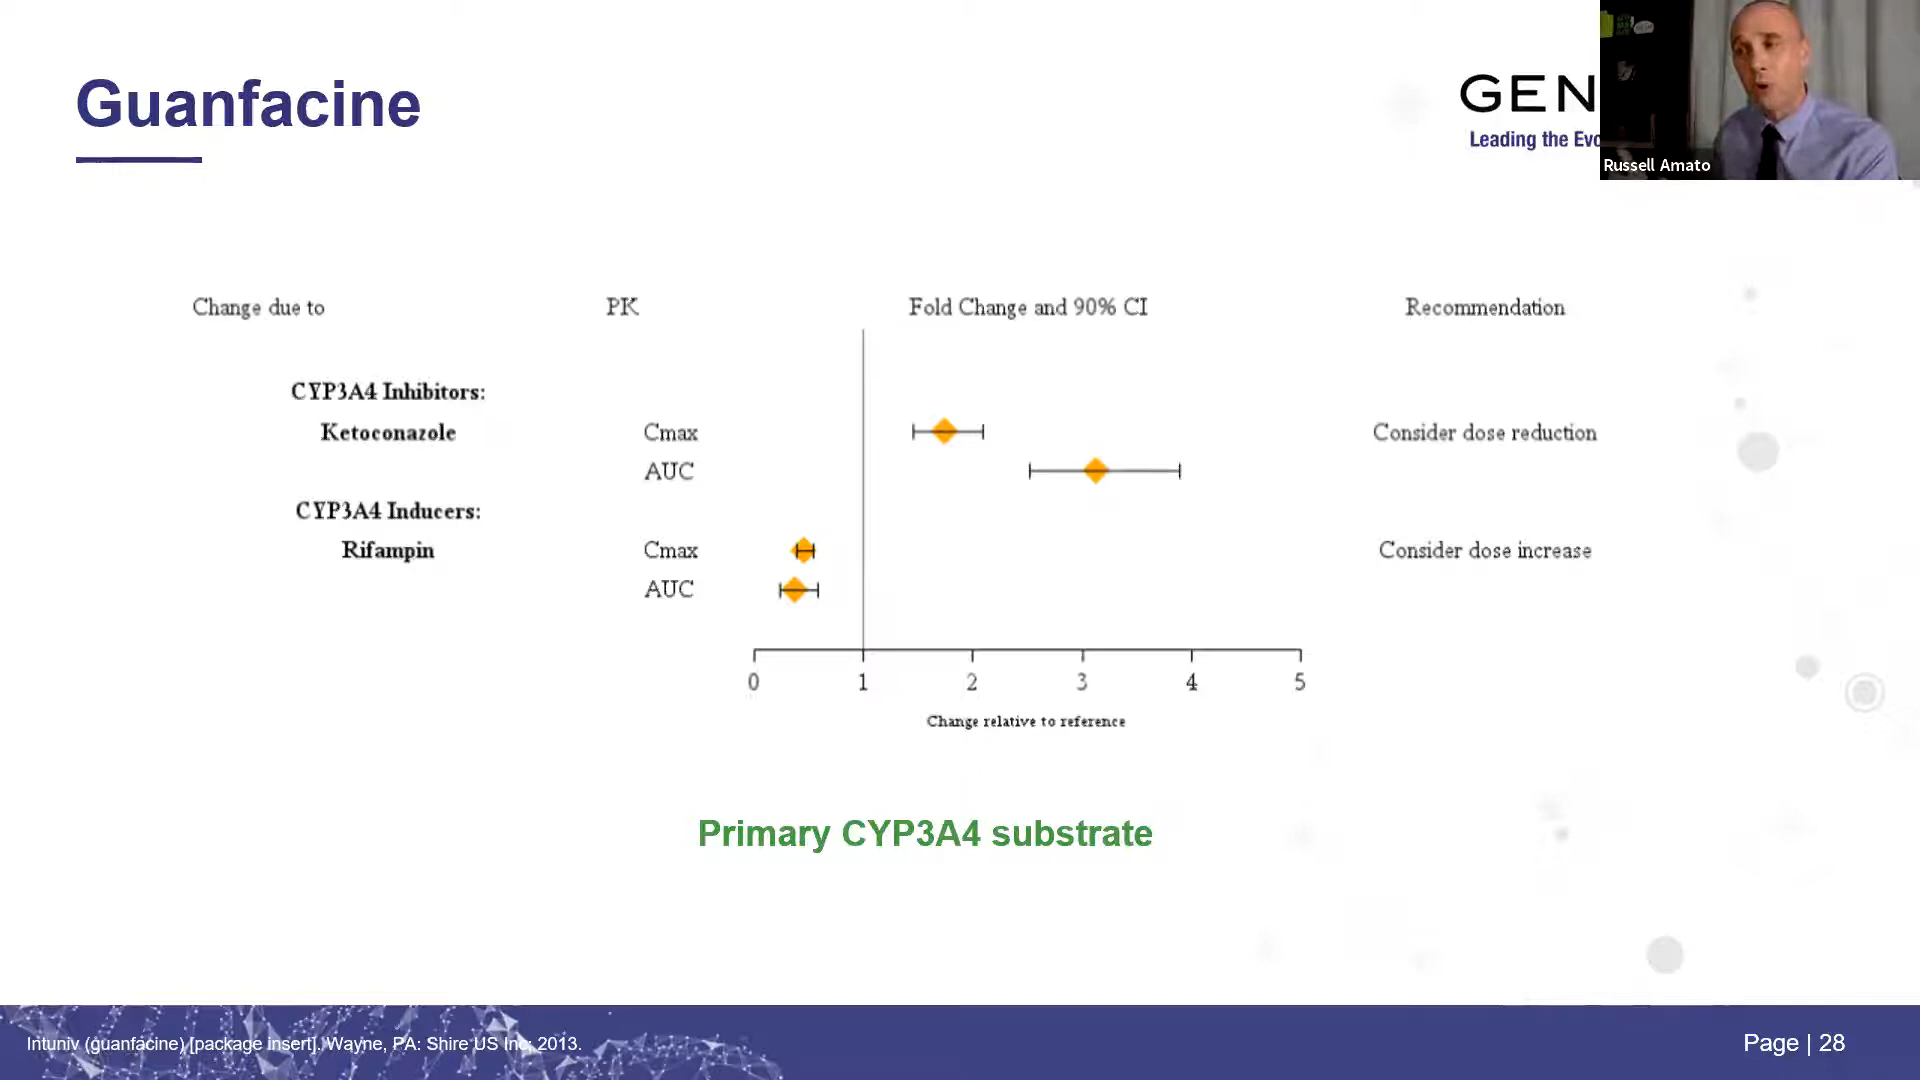 Guanfacine
GEN
Leading the Evo
Russell Amato
Change due to PK Fold Change and 90% CI Recommendation
CYP3A4 Inhibitors:
Ketoconazole Cmax Consider dose reduction
AUC
CYP3A4 Inducers:
Rifampin Cmax Consider dose increase
AUC
0 1 2 3 4 5
Change relative to reference
Primary CYP3A4 substrate
Intuniv (guanfacine) [package insert]. Wayne, PA: Shire US Inc; 2013.
Page | 28